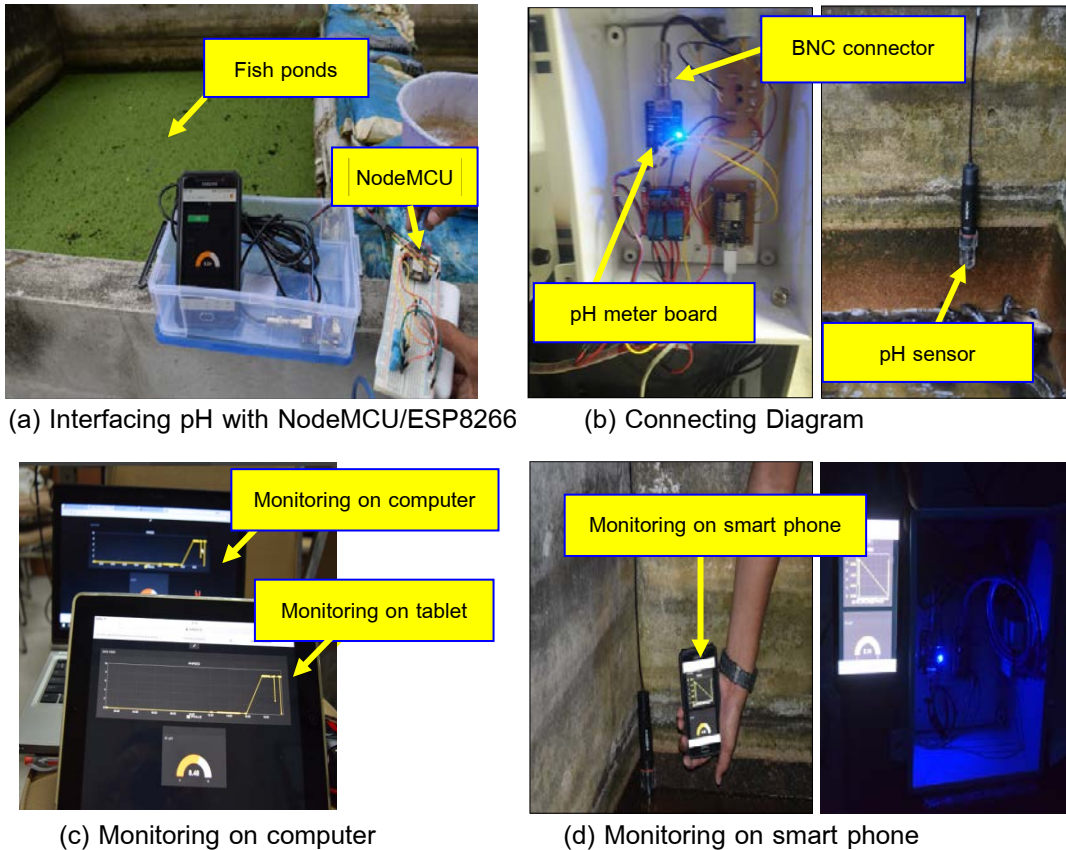 Fish ponds
NodeMCU
BNC connector
pH meter board
pH sensor
(a) Interfacing pH with NodeMCU/ESP8266
(b) Connecting Diagram
Monitoring on computer
Monitoring on tablet
Monitoring on smart phone
(c) Monitoring on computer
(d) Monitoring on smart phone